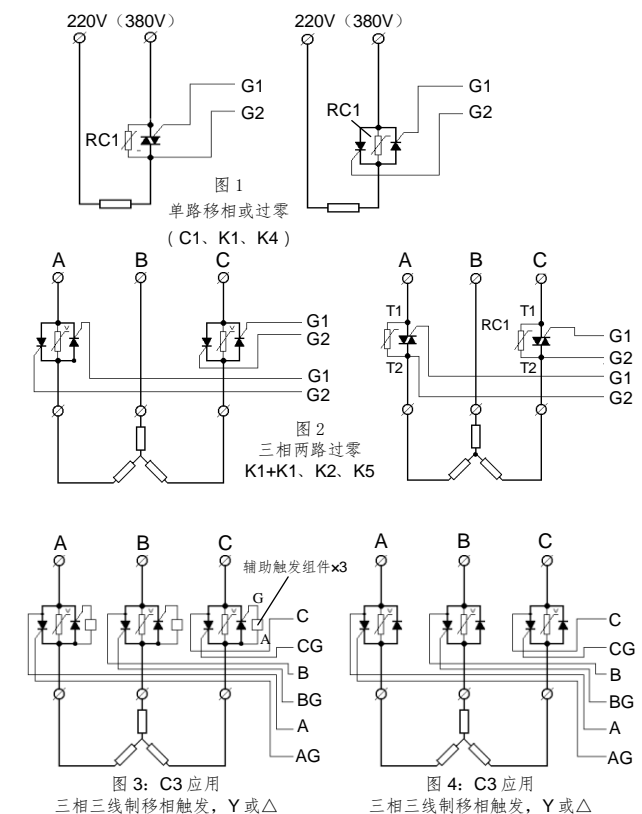 220V（380V）
220V（380V）
G1
G2
RC1
G1
G2
RC1
图 1
单路移相或过零
（C1、K1、K4）
A
B
C
G1
G2
G1
G2
A
B
C
T1
T1
RC1
T2
T2
G1
G2
G1
G2
图 2
三相两路过零
K1+K1、K2、K5
A
B
C
辅助触发组件×3
G
A
C
CG
B
BG
A
AG
图 3：C3 应用
三相三线制移相触发，Y 或△
A
B
C
C
CG
B
BG
A
AG
图 4：C3 应用
三相三线制移相触发，Y 或△